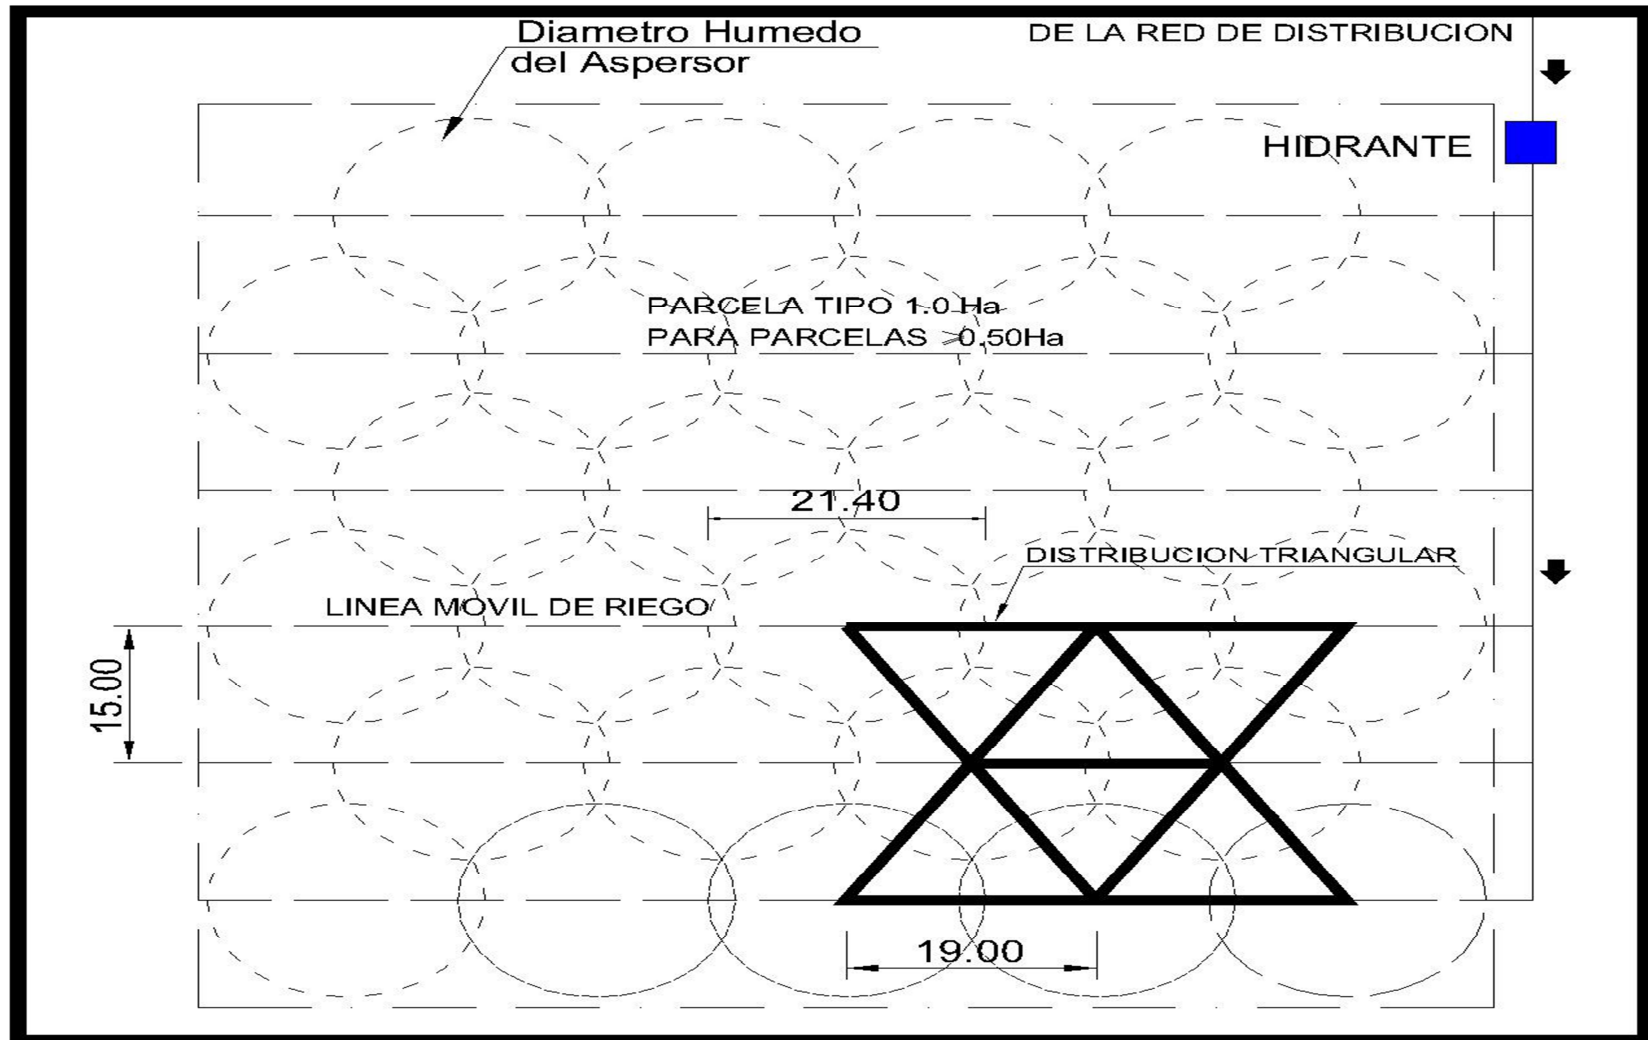 Diametro Humedo
del Aspersor
DE LA RED DE DISTRIBUCION
HIDRANTE
PARCELA TIPO 1.0 Ha
PARA PARCELAS ≥0.50Ha
21.40
DISTRIBUCION TRIANGULAR
LINEA MOVIL DE RIEGO
15.00
19.00